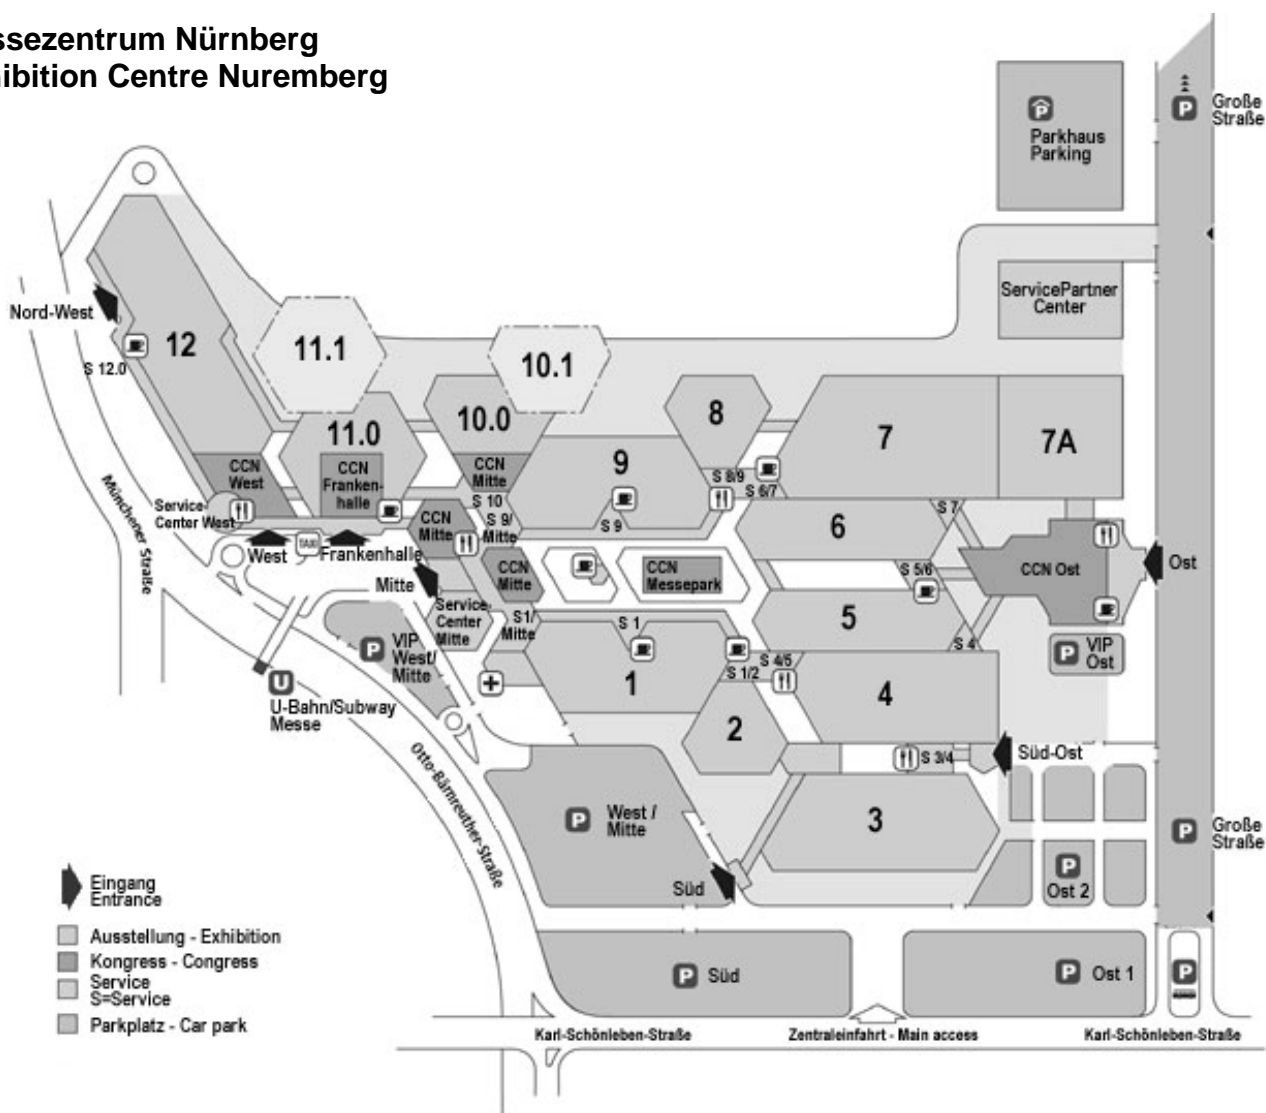 ssezentrum Nürnberg
hibition Centre Nuremberg
P
Große
Straße
P
Parkhaus
Parking
ServicePartner
Center
Nord-West
12
S 12.0
11.1
10.1
11.0
10.0
8
7
7A
9
CCN
West
CCN
Franken-
halle
CCN
Mitte
S 8/9
S 6/7
S 10
S 9/
Mitte
S 9
S 7
6
Service-
Center West
CCN
Mitte
West
TAXI
Frankenhalle
Mitte
CCN
Mitte
CCN
Messepark
S 5/6
CCN Ost
Ost
Münchener Straße
Service-
Center
Mitte
S1/
Mitte
S 1
5
S 4
P
VIP
Ost
P
VIP
West/
Mitte
1
S 1/2
S 4/5
4
U
U-Bahn/Subway
Messe
2
S 3/4
Süd-Ost
Otto-Bärnreuther-Straße
P
West /
Mitte
3
P
Große
Straße
Süd
P
Ost 2
Eingang
Entrance
Ausstellung - Exhibition
Kongress - Congress
Service
S=Service
Parkplatz - Car park
P
Süd
P
Ost 1
P
Karl-Schönleben-Straße
Zentraleinfahrt - Main access
Karl-Schönleben-Straße